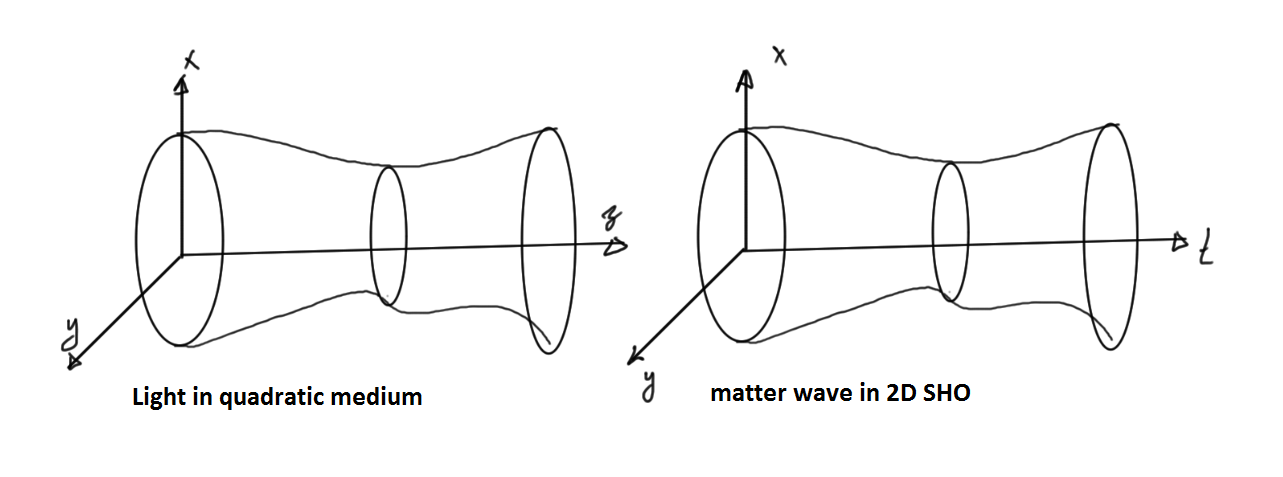 x
z
y
Light in quadratic medium
x
t
y
matter wave in 2D SHO